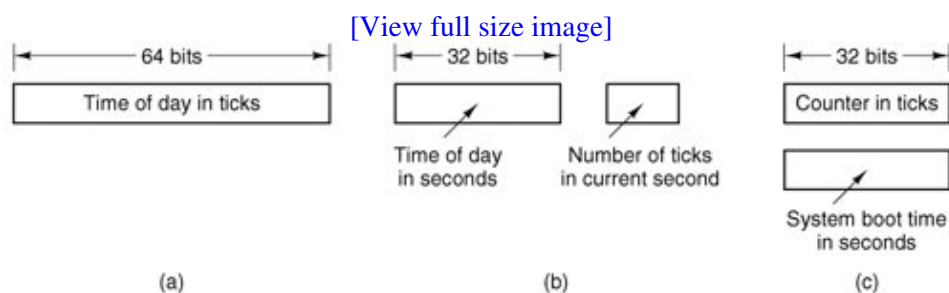 [View full size image]
64 bits
Time of day in ticks
(a)
32 bits
Time of day
in seconds
Number of ticks
in current second
(b)
32 bits
Counter in ticks
System boot time
in seconds
(c)